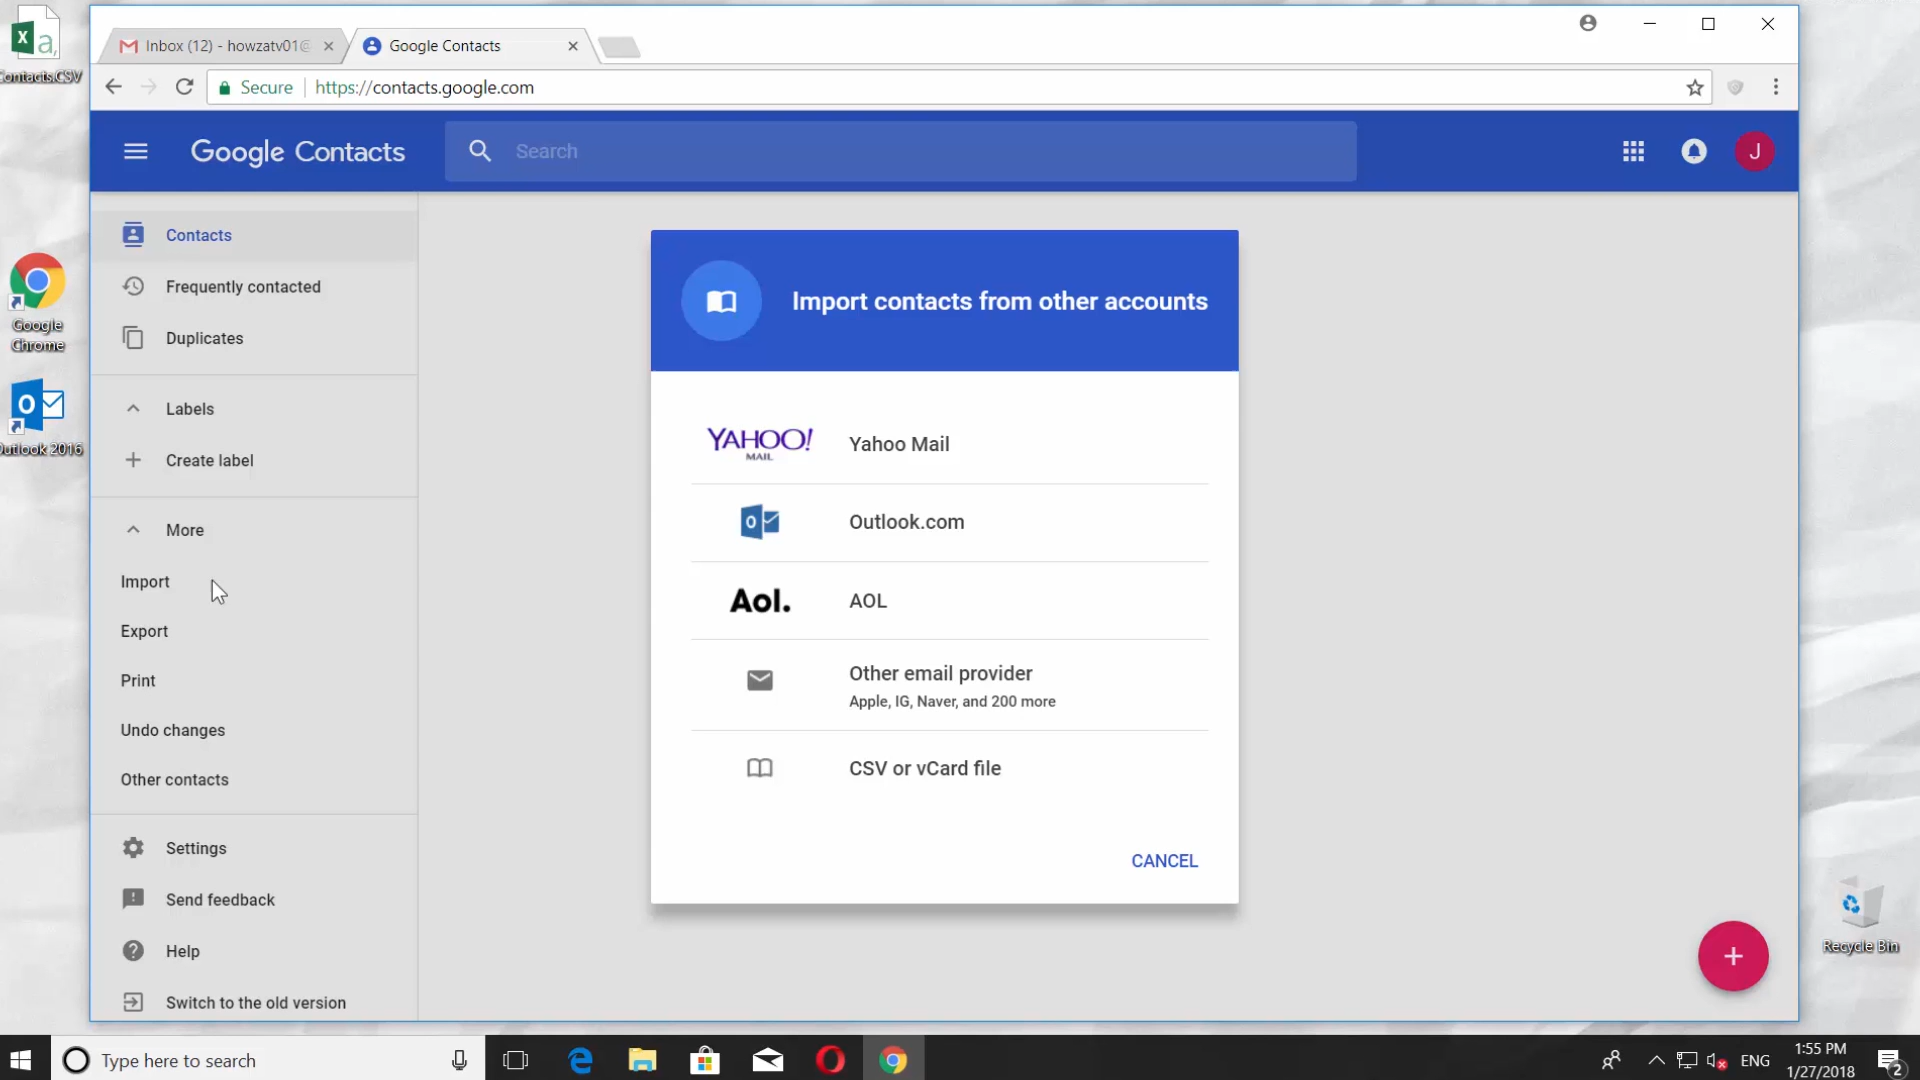 Contacts.CSV
Google
Chrome
Outlook 2016
Recycle Bin
Inbox (12) - howzatv01@
Google Contacts
Secure
https://contacts.google.com
Google Contacts
Search
J
Contacts
Frequently contacted
Duplicates
Labels
Create label
More
Import
Export
Print
Undo changes
Other contacts
Settings
Send feedback
Help
Switch to the old version
Import contacts from other accounts
YAHOO!
MAIL
Yahoo Mail
Outlook.com
Aol.
AOL
Other email provider
Apple, IG, Naver, and 200 more
CSV or vCard file
CANCEL
Type here to search
ENG
1:55 PM
1/27/2018
2